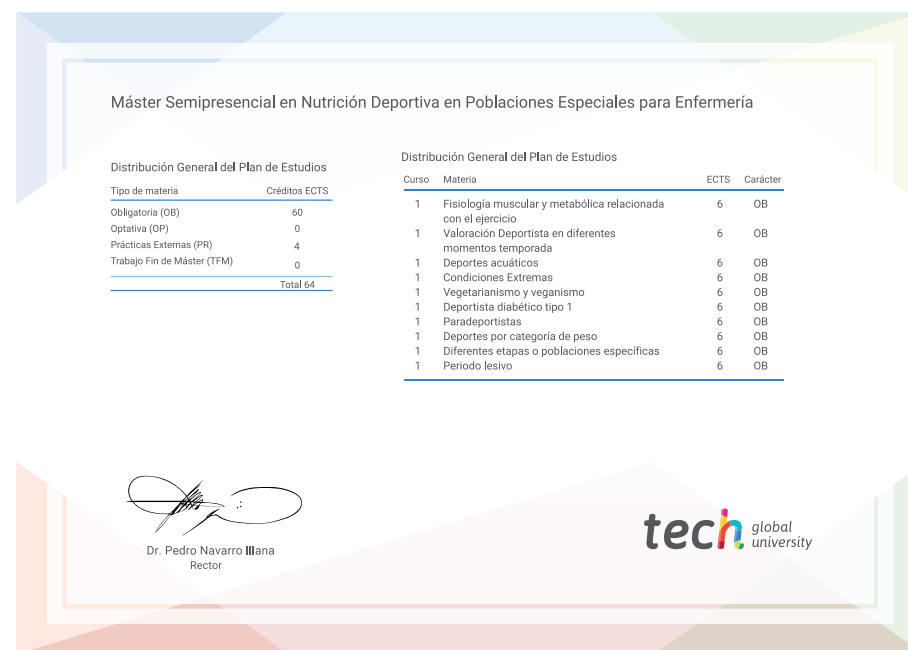 Máster Semipresencial en Nutrición Deportiva en Poblaciones Especiales para Enfermería
Distribución General del Plan de Estudios
Tipo de materia Créditos ECTS
Obligatoria (OB) 60
Optativa (OP) 0
Prácticas Externas (PR) 4
Trabajo Fin de Máster (TFM) 0
Total 64
Distribución General del Plan de Estudios
Curso Materia ECTS Carácter
1 Fisiología muscular y metabólica relacionada 6 OB
con el ejercicio
1 Valoración Deportista en diferentes 6 OB
momentos temporada
1 Deportes acuáticos 6 OB
1 Condiciones Extremas 6 OB
1 Vegetarianismo y veganismo 6 OB
1 Deportista diabético tipo 1 6 OB
1 Paradeportistas 6 OB
1 Deportes por categoría de peso 6 OB
1 Diferentes etapas o poblaciones específicas 6 OB
1 Periodo lesivo 6 OB
Dr. Pedro Navarro Illana
Rector
tech global
university